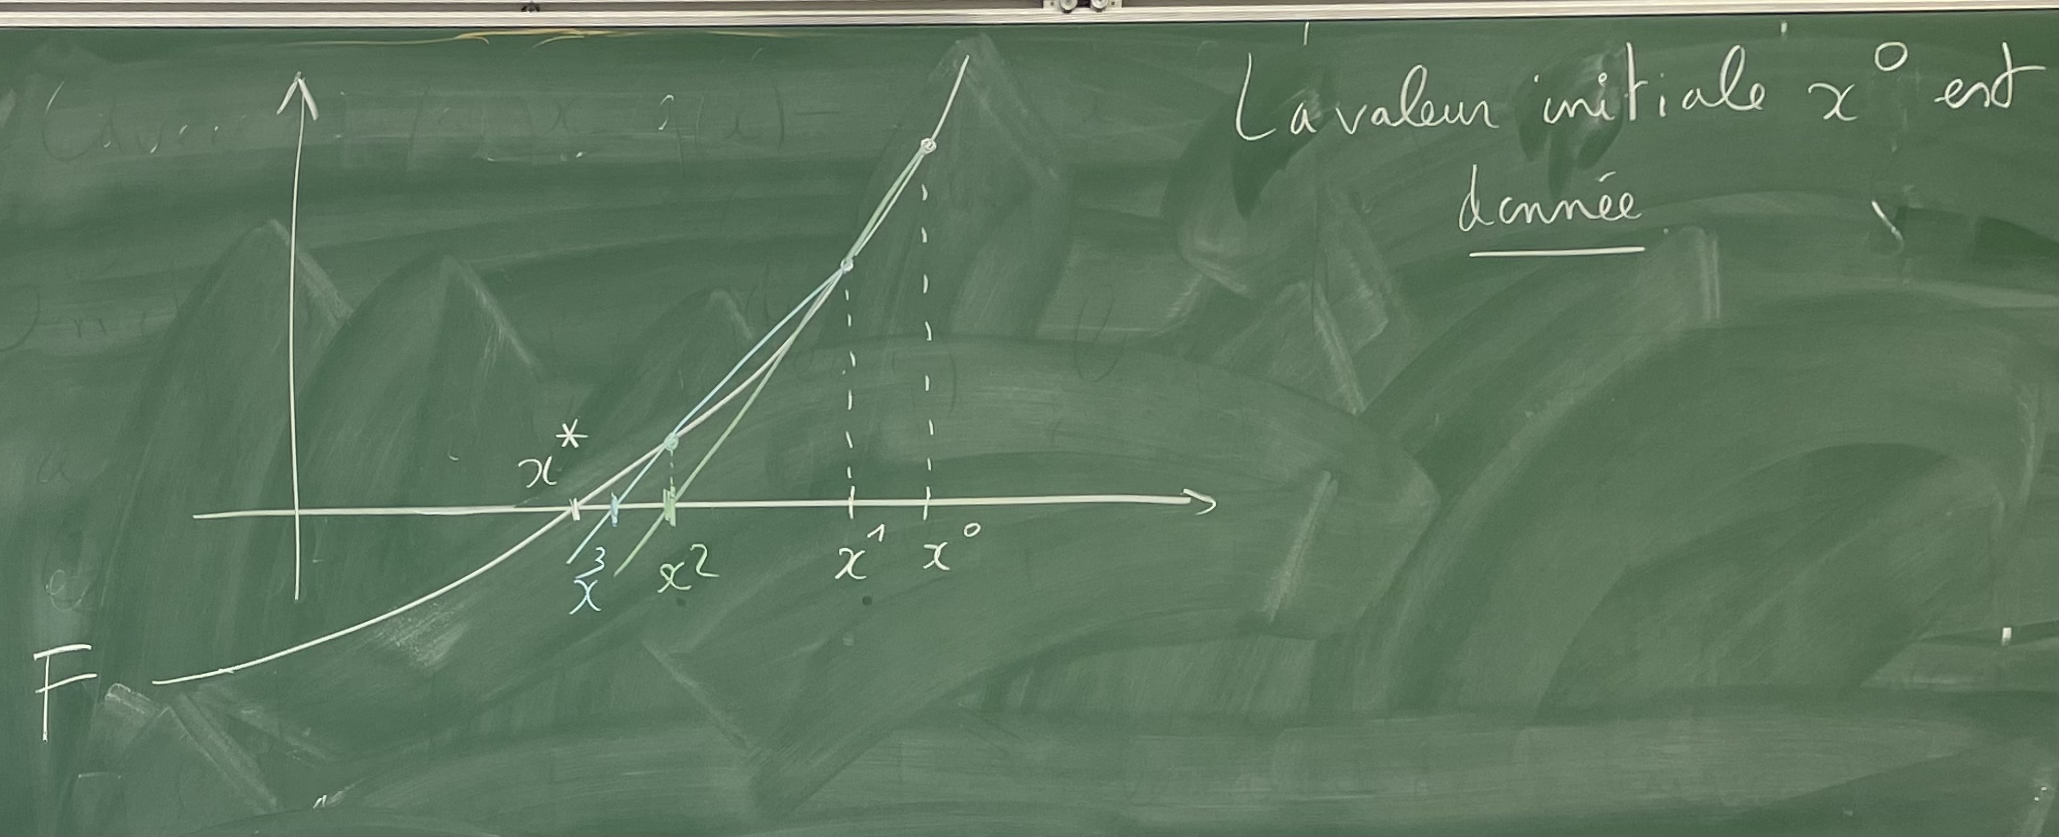 La valeur initiale x⁰ est
donnée
x*
x³ x² x¹ x⁰
F